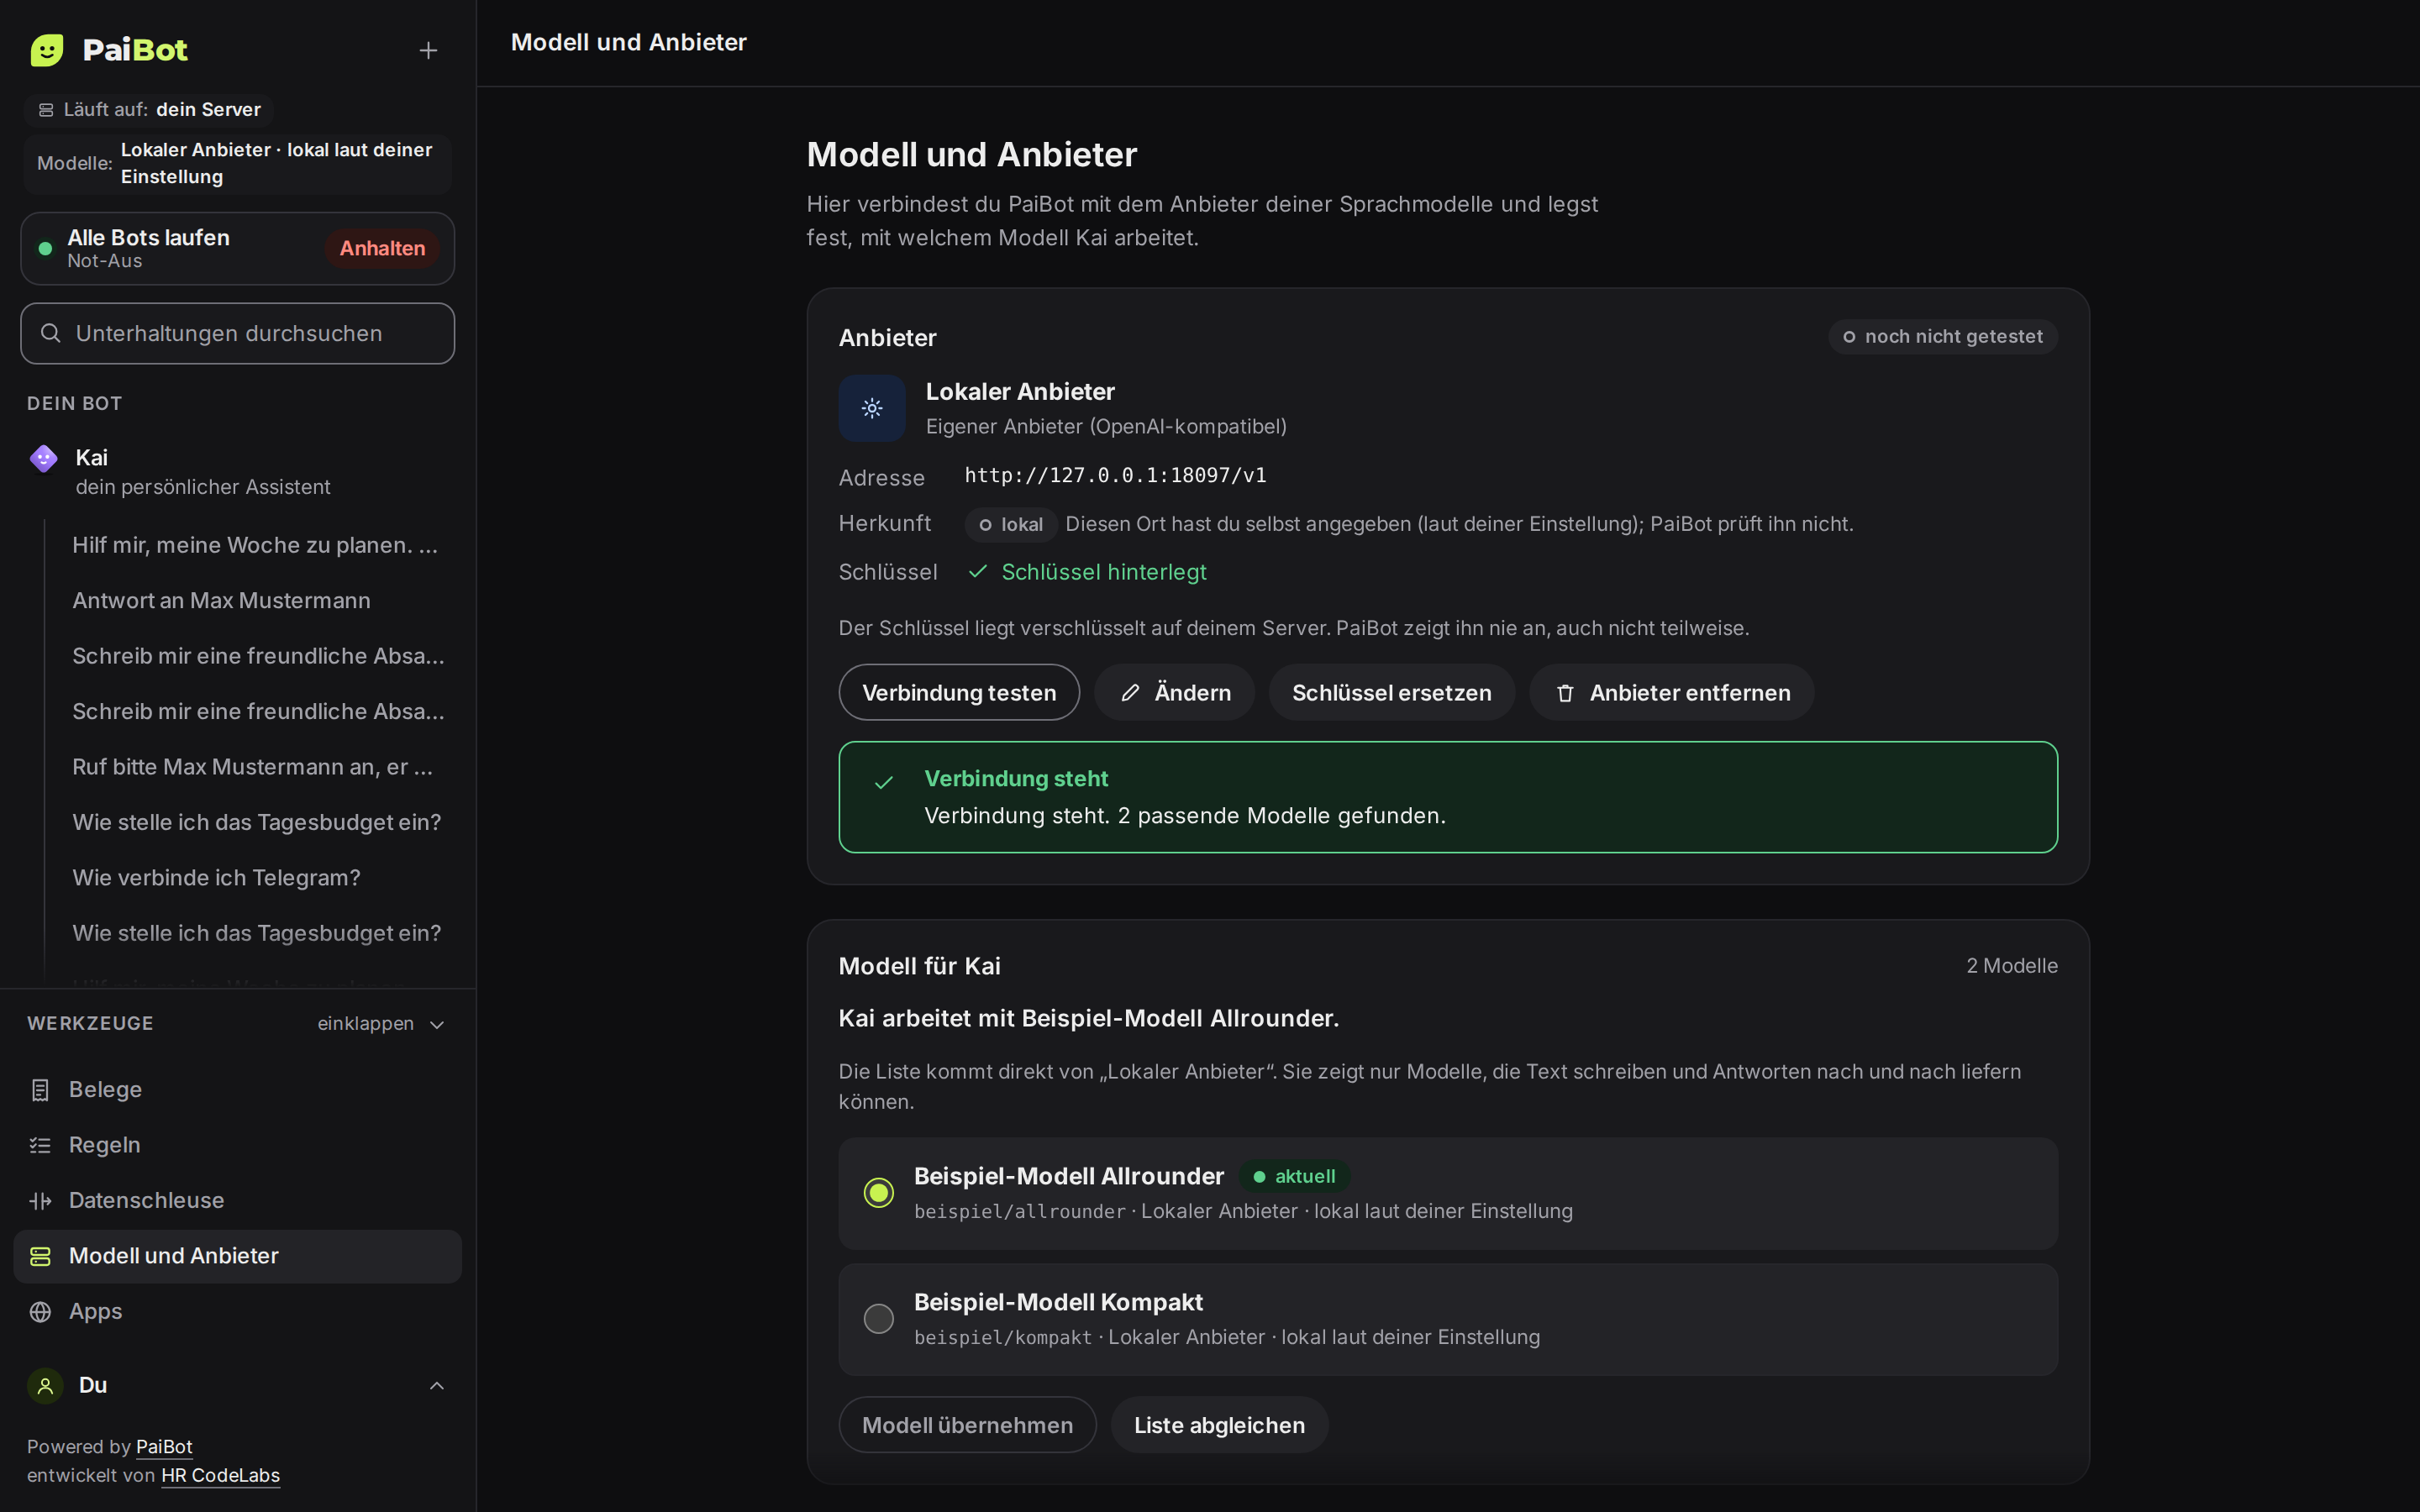 PaiBot
Läuft auf: dein Server
Modelle: Lokaler Anbieter · lokal laut deiner
Einstellung
Alle Bots laufen
Not-Aus
Anhalten
Unterhaltungen durchsuchen
DEIN BOT
Kai
dein persönlicher Assistent
Hilf mir, meine Woche zu planen. ...
Antwort an Max Mustermann
Schreib mir eine freundliche Absa...
Schreib mir eine freundliche Absa...
Ruf bitte Max Mustermann an, er ...
Wie stelle ich das Tagesbudget ein?
Wie verbinde ich Telegram?
Wie stelle ich das Tagesbudget ein?
WERKZEUGE
einklappen
Belege
Regeln
Datenschleuse
Modell und Anbieter
Apps
Du
Powered by PaiBot
entwickelt von HR CodeLabs
Modell und Anbieter
Modell und Anbieter
Hier verbindest du PaiBot mit dem Anbieter deiner Sprachmodelle und legst
fest, mit welchem Modell Kai arbeitet.
Anbieter
noch nicht getestet
Lokaler Anbieter
Eigener Anbieter (OpenAI-kompatibel)
Adresse http://127.0.0.1:18097/v1
Herkunft lokal Diesen Ort hast du selbst angegeben (laut deiner Einstellung); PaiBot prüft ihn nicht.
Schlüssel Schlüssel hinterlegt
Der Schlüssel liegt verschlüsselt auf deinem Server. PaiBot zeigt ihn nie an, auch nicht teilweise.
Verbindung testen Ändern Schlüssel ersetzen Anbieter entfernen
Verbindung steht
Verbindung steht. 2 passende Modelle gefunden.
Modell für Kai
2 Modelle
Kai arbeitet mit Beispiel-Modell Allrounder.
Die Liste kommt direkt von „Lokaler Anbieter“. Sie zeigt nur Modelle, die Text schreiben und Antworten nach und nach liefern
können.
Beispiel-Modell Allrounder aktuell
beispiel/allrounder · Lokaler Anbieter · lokal laut deiner Einstellung
Beispiel-Modell Kompakt
beispiel/kompakt · Lokaler Anbieter · lokal laut deiner Einstellung
Modell übernehmen Liste abgleichen